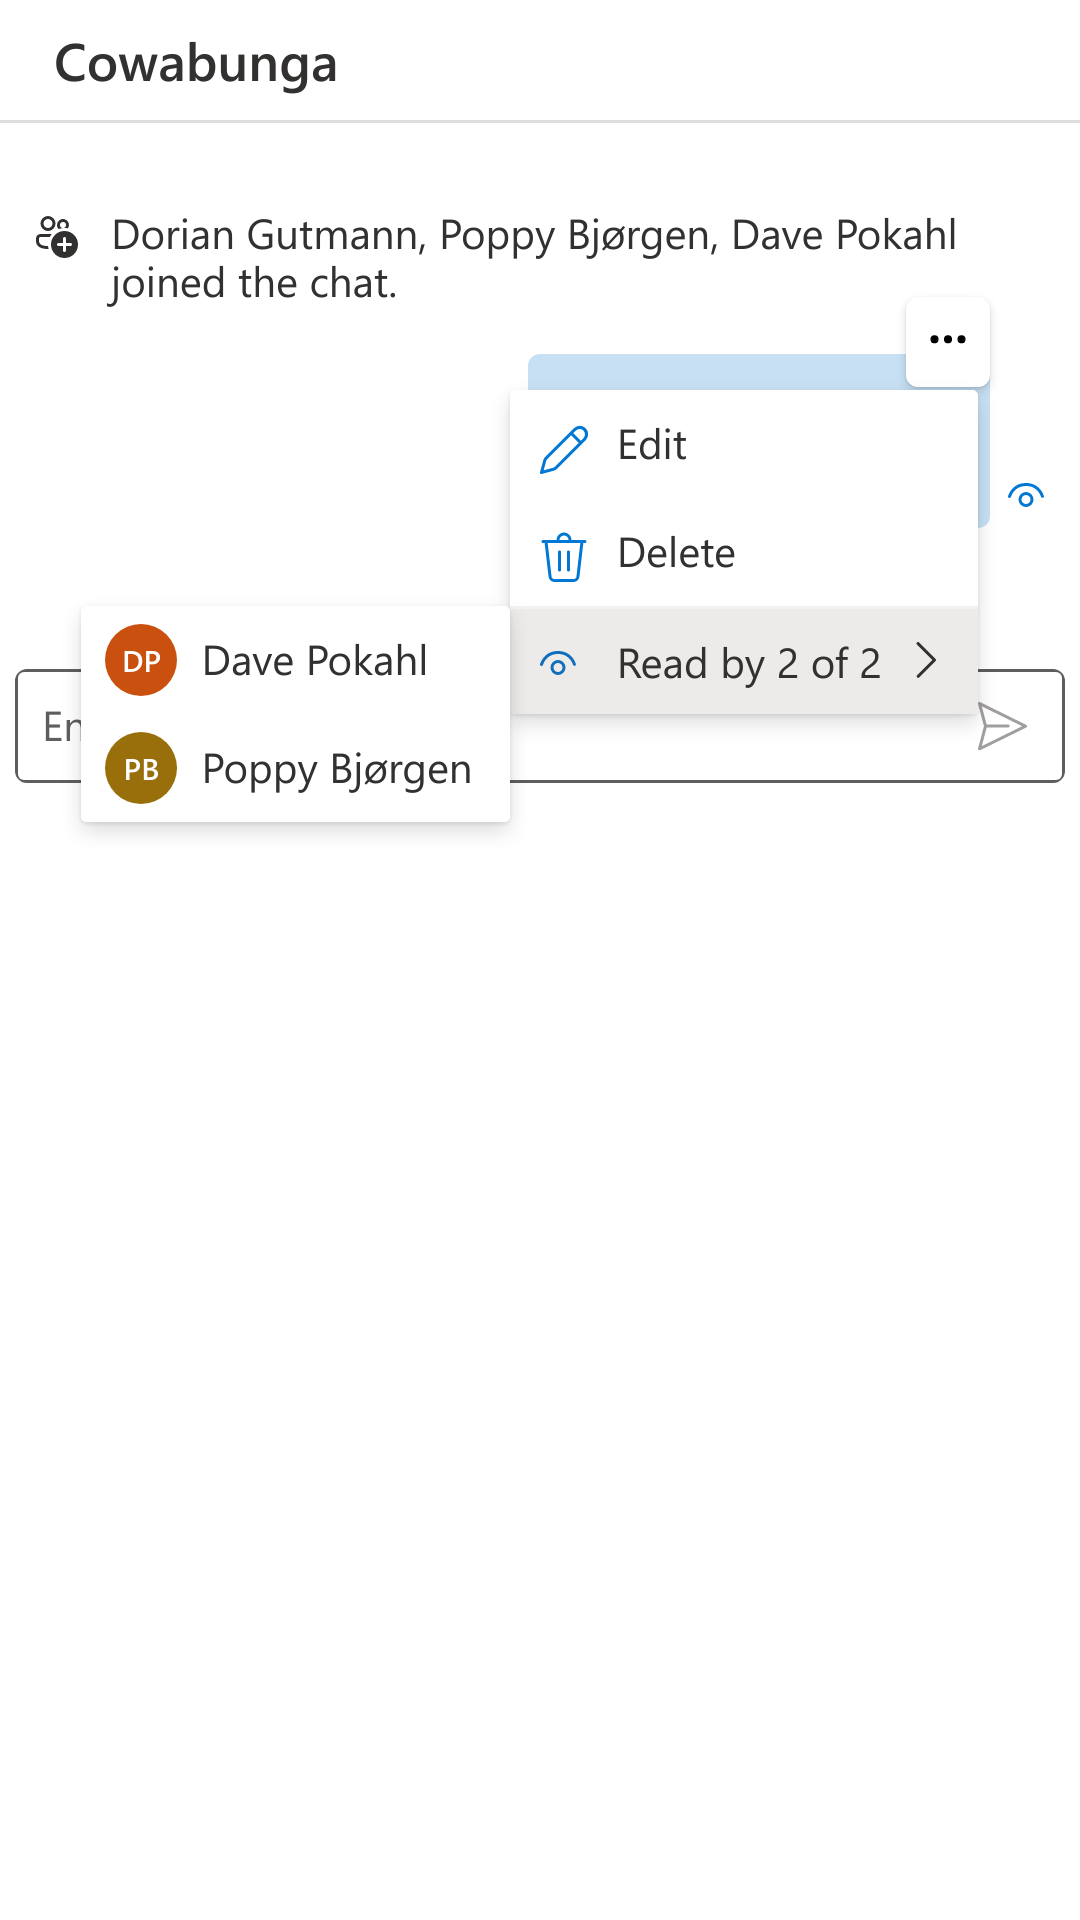 Cowabunga
Dorian Gutmann, Poppy Bjørgen, Dave Pokahl
joined the chat.
Edit
Delete
Read by 2 of 2
DP Dave Pokahl
PB Poppy Bjørgen